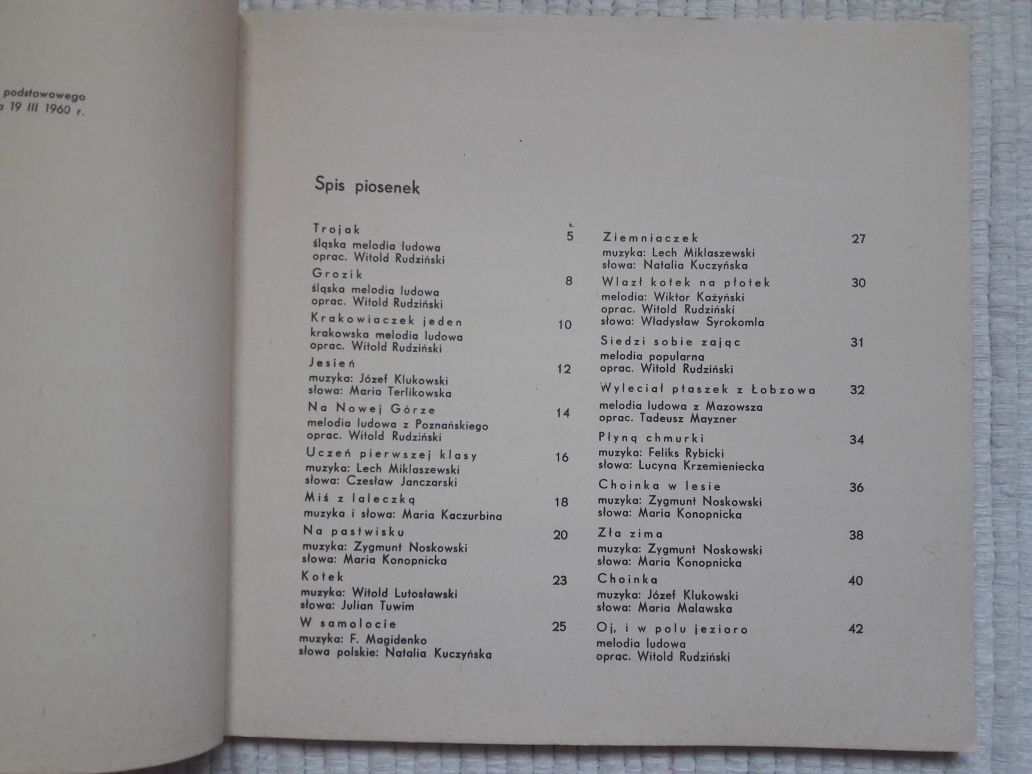 podstawowego
19 III 1960 r.
Spis piosenek
Trojak 5
śląska melodia ludowa
oprac. Witold Rudziński
Grozik 8
śląska melodia ludowa
oprac. Witold Rudziński
Krakowiaczek jeden 10
krakowska melodia ludowa
oprac. Witold Rudziński
Jesień 12
muzyka: Józef Klukowski
słowa: Maria Terlikowska
Na Nowej Górze 14
melodia ludowa z Poznańskiego
oprac. Witold Rudziński
Uczeń pierwszej klasy 16
muzyka: Lech Miklaszewski
słowa: Czesław Janczarski
Miś z laleczką 18
muzyka i słowa: Maria Kaczurbina
Na pastwisku 20
muzyka: Zygmunt Noskowski
słowa: Maria Konopnicka
Kotek 23
muzyka: Witold Lutosławski
słowa: Julian Tuwim
W samolocie 25
muzyka: F. Magidenko
słowa polskie: Natalia Kuczyńska
Ziemniaczek 27
muzyka: Lech Miklaszewski
słowa: Natalia Kuczyńska
Wlazł kotek na płotek 30
melodia: Wiktor Każyński
oprac. Witold Rudziński
słowa: Władysław Syrokomla
Siedzi sobie zając 31
melodia popularna
oprac. Witold Rudziński
Wyleciał ptaszek z Łobzowa 32
melodia ludowa z Mazowsza
oprac. Tadeusz Mayzner
Płyną chmurki 34
muzyka: Feliks Rybicki
słowa: Lucyna Krzemieniecka
Choinka w lesie 36
muzyka: Zygmunt Noskowski
słowa: Maria Konopnicka
Zła zima 38
muzyka: Zygmunt Noskowski
słowa: Maria Konopnicka
Choinka 40
muzyka: Józef Klukowski
słowa: Maria Malawska
Oj, i w polu jezioro 42
melodia ludowa
oprac. Witold Rudziński